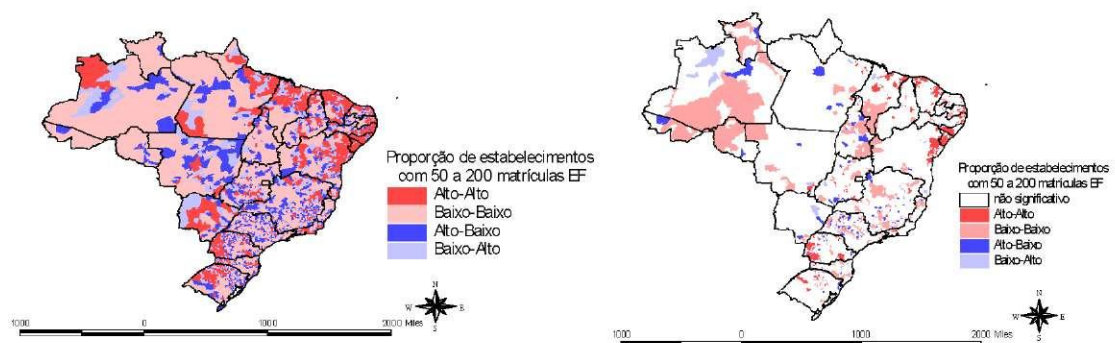 Proporção de estabelecimentos
com 50 a 200 matrículas EF
Alto-Alto
Baixo-Baixo
Alto-Baixo
Baixo-Alto
N
W E
S
1000 0 1000 2000 Miles
Proporção de estabelecimentos
com 50 a 200 matrículas EF
não significativo
Alto-Alto
Baixo-Baixo
Alto-Baixo
Baixo-Alto
N
W E
S
1000 0 1000 2000 Miles